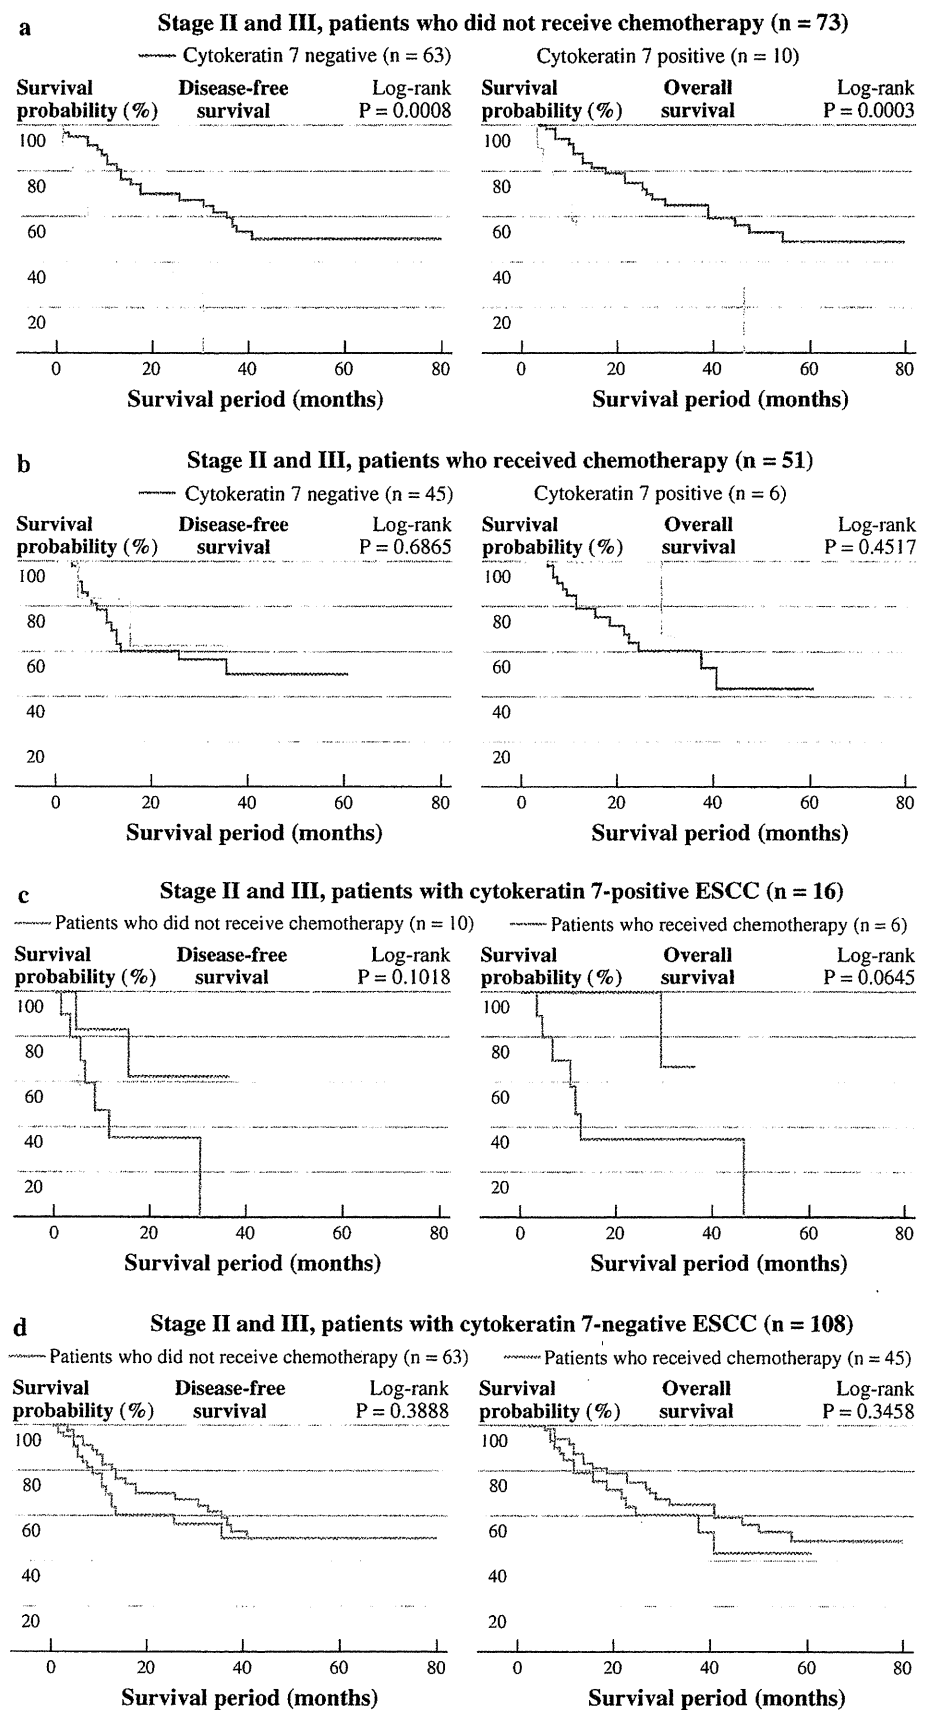 a Stage II and III, patients who did not receive chemotherapy (n = 73)
Cytokeratin 7 negative (n = 63) Cytokeratin 7 positive (n = 10)
Survival probability (%) Disease-free survival Log-rank P = 0.0008
100
80
60
40
20
0 20 40 60 80
Survival period (months)
Survival probability (%) Overall survival Log-rank P = 0.0003
100
80
60
40
20
0 20 40 60 80
Survival period (months)
b Stage II and III, patients who received chemotherapy (n = 51)
Cytokeratin 7 negative (n = 45) Cytokeratin 7 positive (n = 6)
Survival probability (%) Disease-free survival Log-rank P = 0.6865
100
80
60
40
20
0 20 40 60 80
Survival period (months)
Survival probability (%) Overall survival Log-rank P = 0.4517
100
80
60
40
20
0 20 40 60 80
Survival period (months)
c Stage II and III, patients with cytokeratin 7-positive ESCC (n = 16)
Patients who did not receive chemotherapy (n = 10) Patients who received chemotherapy (n = 6)
Survival probability (%) Disease-free survival Log-rank P = 0.1018
100
80
60
40
20
0 20 40 60 80
Survival period (months)
Survival probability (%) Overall survival Log-rank P = 0.0645
100
80
60
40
20
0 20 40 60 80
Survival period (months)
d Stage II and III, patients with cytokeratin 7-negative ESCC (n = 108)
Patients who did not receive chemotherapy (n = 63) Patients who received chemotherapy (n = 45)
Survival probability (%) Disease-free survival Log-rank P = 0.3888
100
80
60
40
20
0 20 40 60 80
Survival period (months)
Survival probability (%) Overall survival Log-rank P = 0.3458
100
80
60
40
20
0 20 40 60 80
Survival period (months)